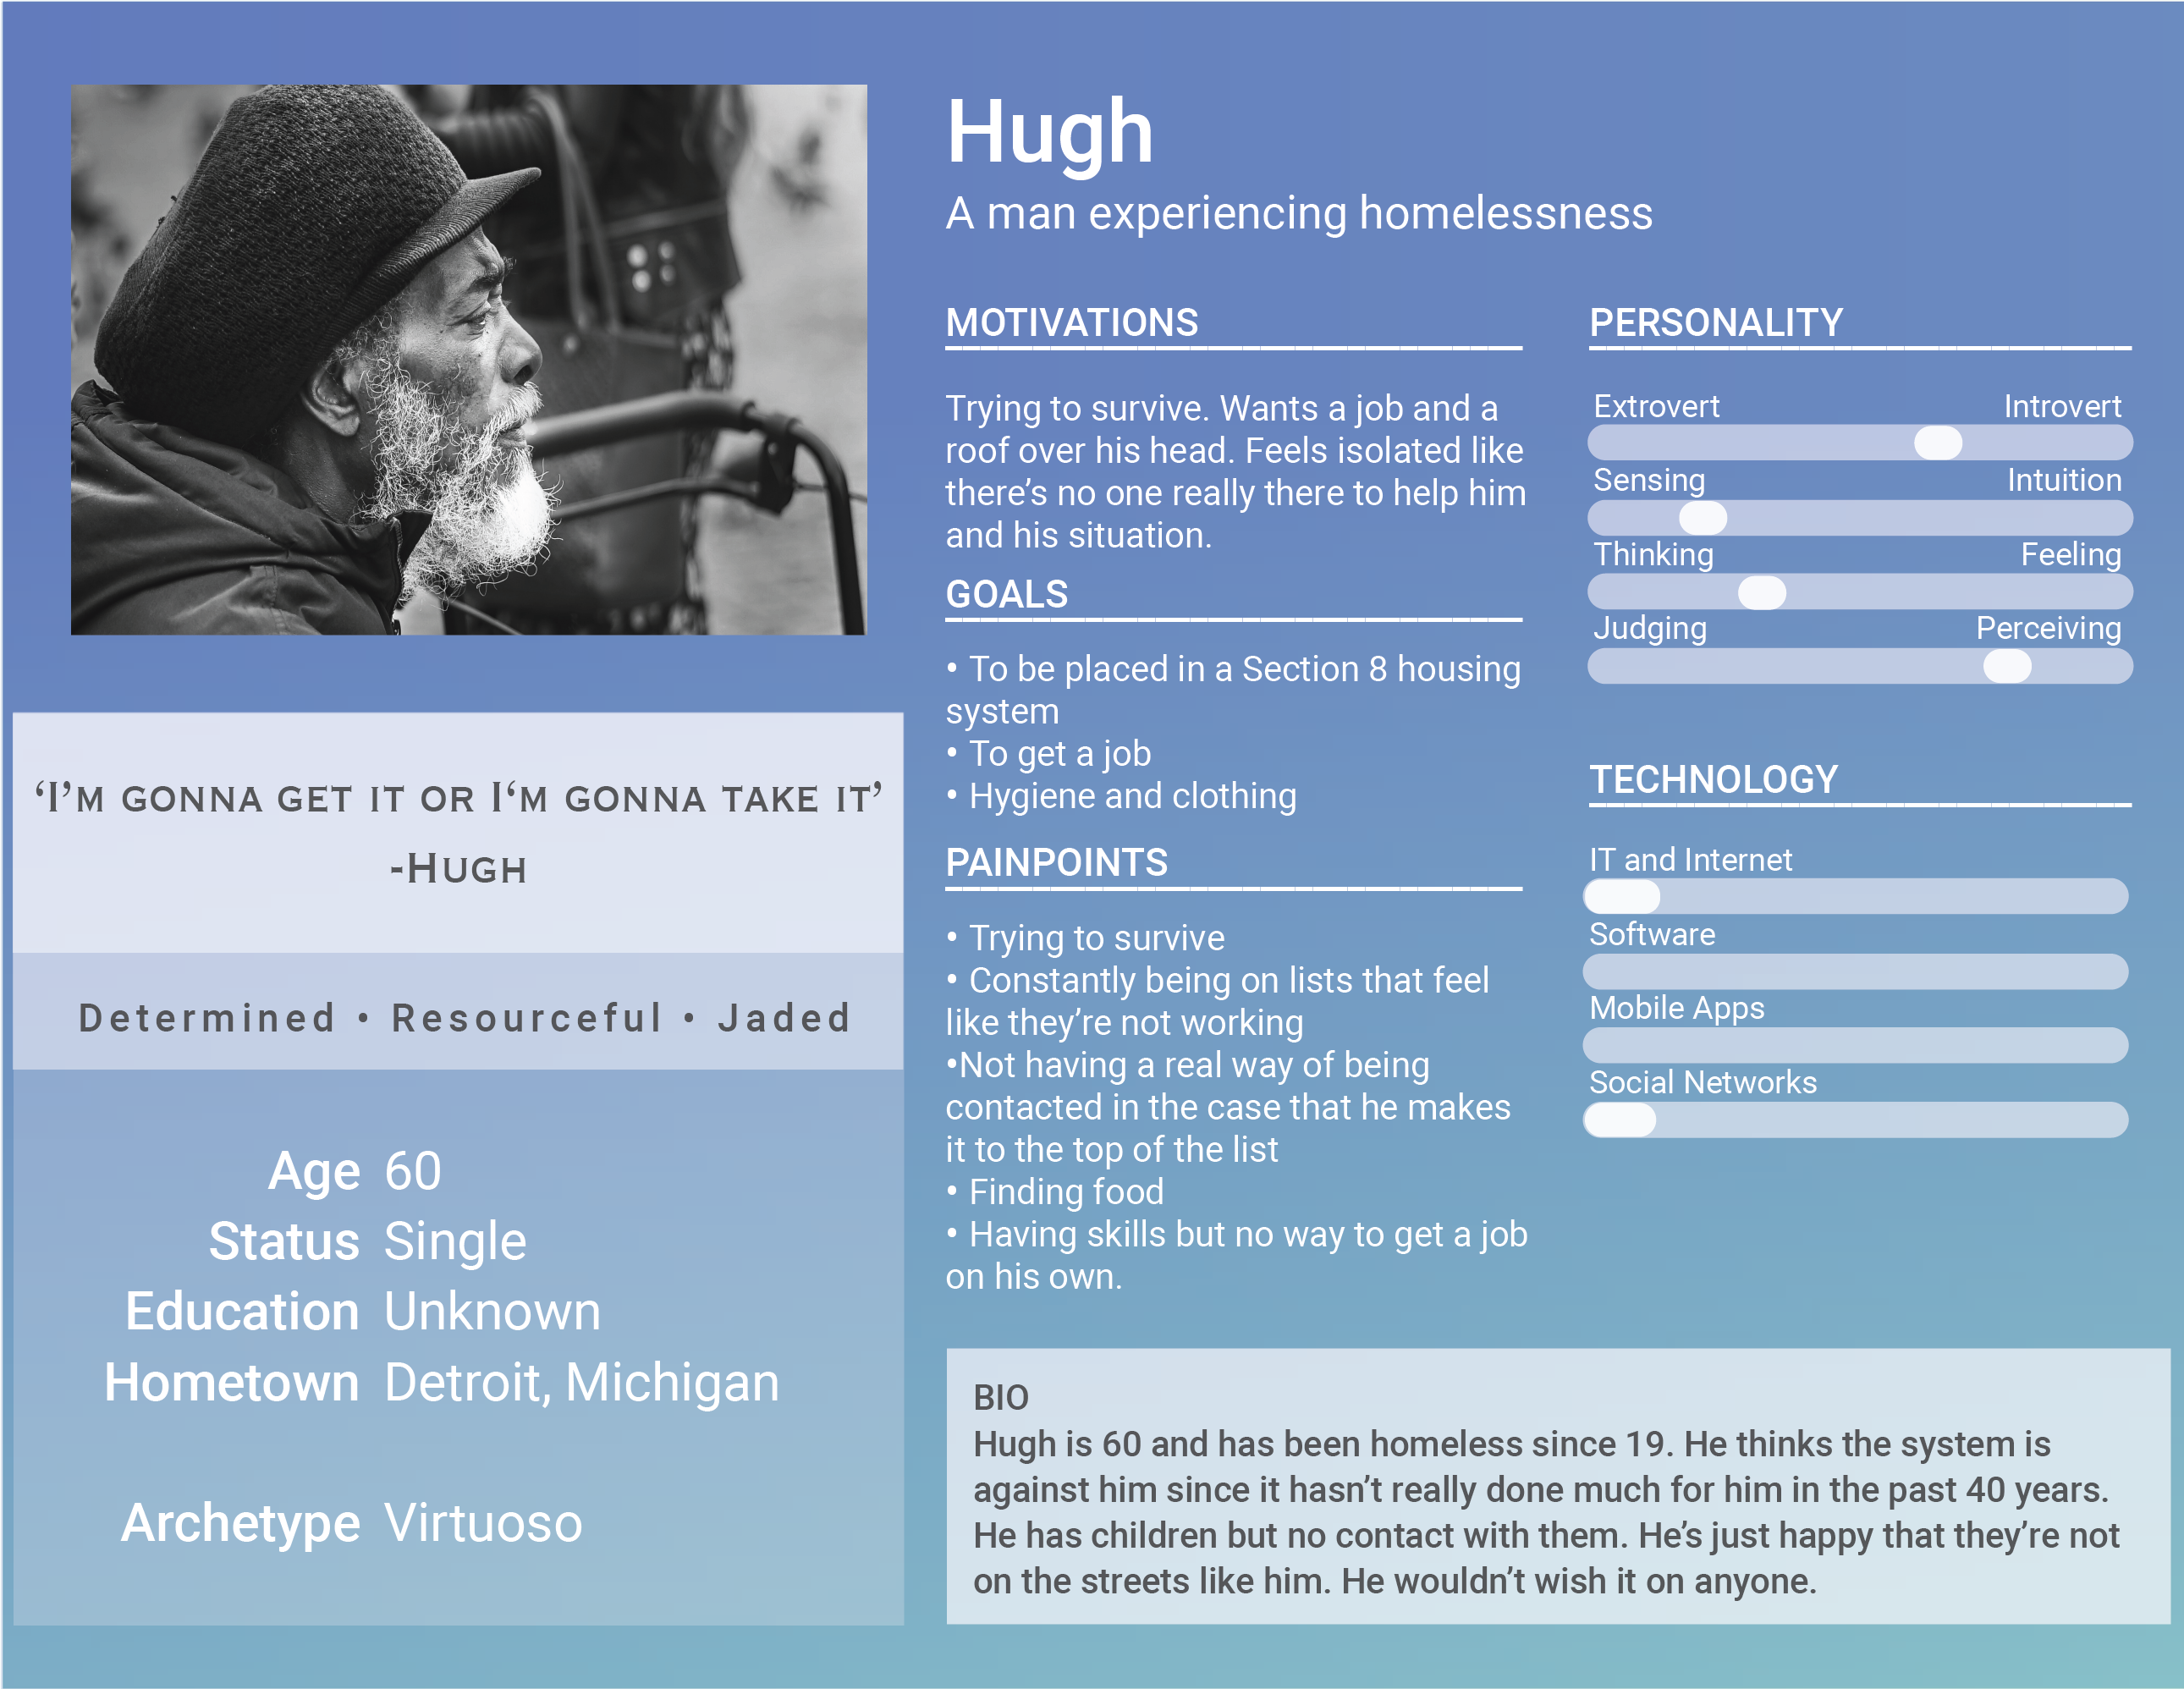 Hugh
A man experiencing homelessness
MOTIVATIONS
Trying to survive. Wants a job and a
roof over his head. Feels isolated like
there’s no one really there to help him
and his situation.
GOALS
• To be placed in a Section 8 housing
system
• To get a job
• Hygiene and clothing
PAINPOINTS
• Trying to survive
• Constantly being on lists that feel
like they’re not working
•Not having a real way of being
contacted in the case that he makes
it to the top of the list
• Finding food
• Having skills but no way to get a job
on his own.
PERSONALITY
Extrovert Introvert
Sensing Intuition
Thinking Feeling
Judging Perceiving
TECHNOLOGY
IT and Internet
Software
Mobile Apps
Social Networks
‘I’M GONNA GET IT OR I‘M GONNA TAKE IT’
-HUGH
Determined • Resourceful • Jaded
Age 60
Status Single
Education Unknown
Hometown Detroit, Michigan
Archetype Virtuoso
BIO
Hugh is 60 and has been homeless since 19. He thinks the system is
against him since it hasn’t really done much for him in the past 40 years.
He has children but no contact with them. He’s just happy that they’re not
on the streets like him. He wouldn’t wish it on anyone.